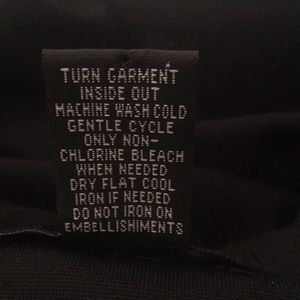 TURN GARMENT
INSIDE OUT
MACHINE WASH COLD
GENTLE CYCLE
ONLY NON-
CHLORINE BLEACH
WHEN NEEDED
DRY FLAT COOL
IRON IF NEEDED
DO NOT IRON ON
EMBELLISHMENTS